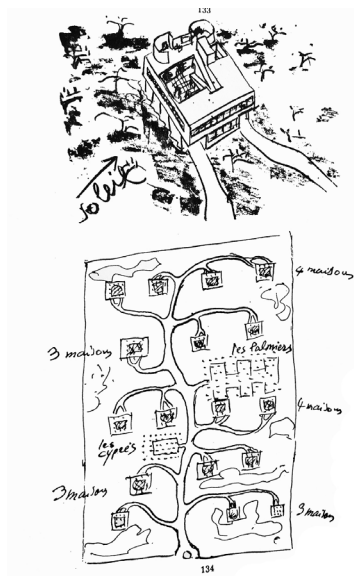 133
soleil
4 maisons
3 maisons
les Palmiers
4 maisons
les
cyprès
3 maisons
3 maisons
134